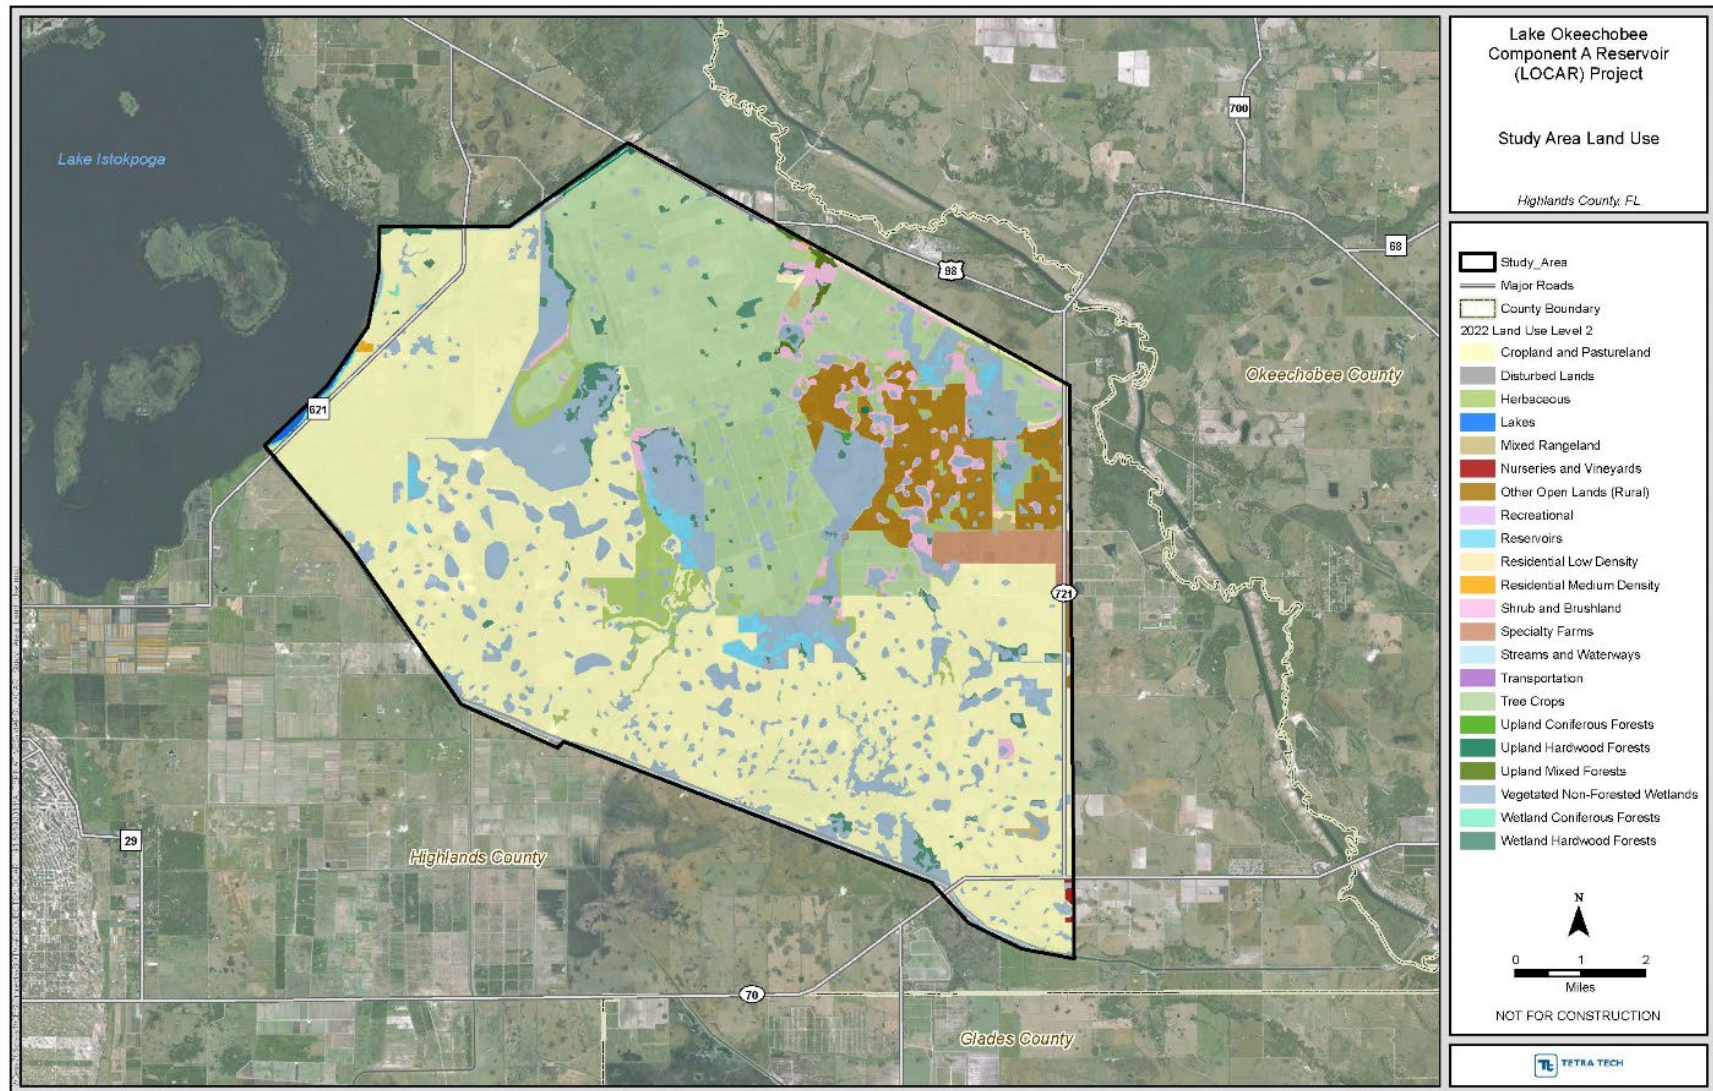 Lake Okeechobee
Component A Reservoir
(LOCAR) Project
Study Area Land Use
Highlands County, FL
Lake Istokpoga
700
68
98
621
Okeechobee County
721
29
Highlands County
70
Glades County
Study_Area
Major Roads
County Boundary
2022 Land Use Level 2
Cropland and Pastureland
Disturbed Lands
Herbaceous
Lakes
Mixed Rangeland
Nurseries and Vineyards
Other Open Lands (Rural)
Recreational
Reservoirs
Residential Low Density
Residential Medium Density
Shrub and Brushland
Specialty Farms
Streams and Waterways
Transportation
Tree Crops
Upland Coniferous Forests
Upland Hardwood Forests
Upland Mixed Forests
Vegetated Non-Forested Wetlands
Wetland Coniferous Forests
Wetland Hardwood Forests
N
0 1 2
Miles
NOT FOR CONSTRUCTION
Tt TETRA TECH